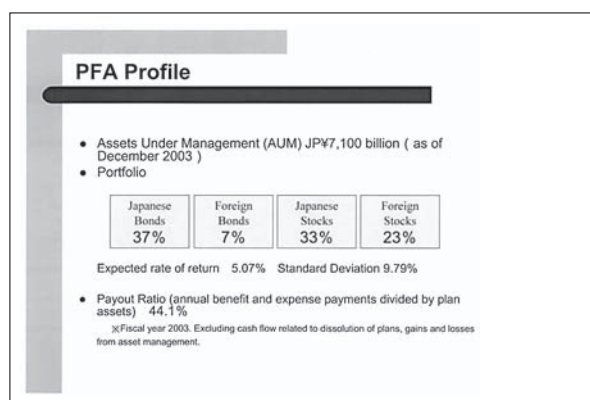 PFA Profile
● Assets Under Management (AUM) JP¥7,100 billion ( as of
December 2003 )
● Portfolio
Japanese
Bonds
37%
Foreign
Bonds
7%
Japanese
Stocks
33%
Foreign
Stocks
23%
Expected rate of return 5.07% Standard Deviation 9.79%
● Payout Ratio (annual benefit and expense payments divided by plan
assets) 44.1%
※Fiscal year 2003. Excluding cash flow related to dissolution of plans, gains and losses
from asset management.